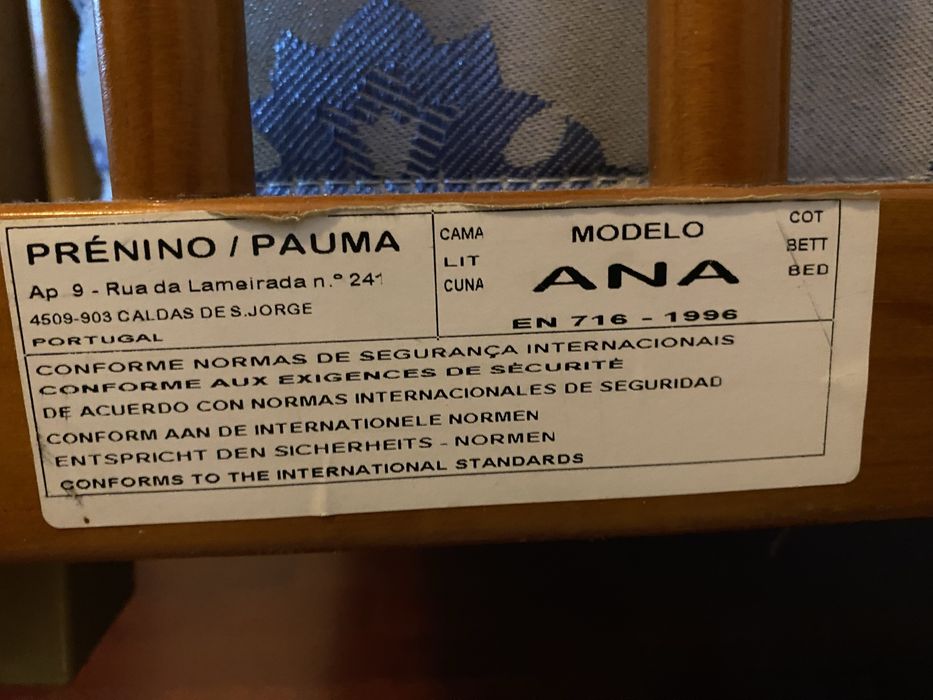 PRÉNINO / PAUMA
Ap 9 - Rua da Lameirada n.º 241
4509-903 CALDAS DE S.JORGE
PORTUGAL
CAMA
LIT
CUNA
MODELO
ANA
EN 716 - 1996
COT
BETT
BED
CONFORME NORMAS DE SEGURANÇA INTERNACIONAIS
CONFORME AUX EXIGENCES DE SÉCURITÉ
DE ACUERDO CON NORMAS INTERNACIONALES DE SEGURIDAD
CONFORM AAN DE INTERNATIONELE NORMEN
ENTSPRICHT DEN SICHERHEITS - NORMEN
CONFORMS TO THE INTERNATIONAL STANDARDS